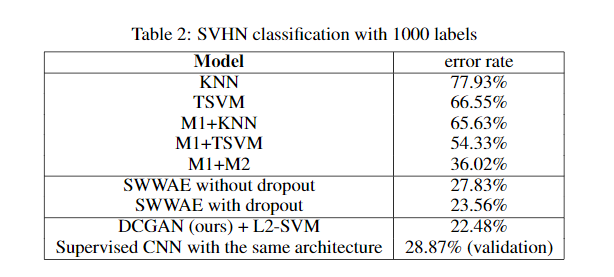 Table 2: SVHN classification with 1000 labels
Model error rate
KNN 77.93%
TSVM 66.55%
M1+KNN 65.63%
M1+TSVM 54.33%
M1+M2 36.02%
SWWAE without dropout 27.83%
SWWAE with dropout 23.56%
DCGAN (ours) + L2-SVM 22.48%
Supervised CNN with the same architecture 28.87% (validation)